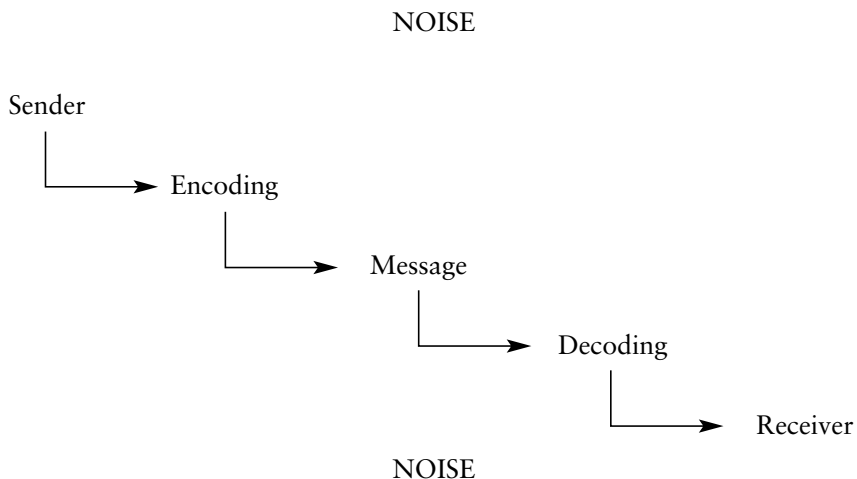 NOISE
Sender
Encoding
Message
Decoding
Receiver
NOISE